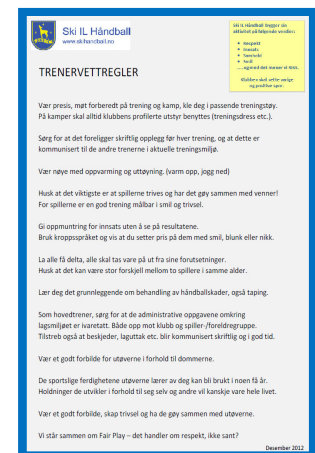 Ski IL Håndball
www.skihandball.no
Ski IL Håndball bygger sin
aktivitet på følgende verdier:
• Respekt
• Innsats
• Samhold
• Smil
.....og med det mener vi SISS.
Klubben skal sette unge
og positive spor.
TRENERVETTREGLER
Vær presis, møt forberedt på trening og kamp, kle deg i passende treningstøy.
På kamper skal alltid klubbens profilerte utstyr benyttes (treningsdress etc.).
Sørg for at det foreligger skriftlig opplegg før hver trening, og at dette er
kommunisert til de andre trenerne i aktuelle treningsmiljø.
Vær nøye med oppvarming og uttøyning. (varm opp, jogg ned)
Husk at det viktigste er at spillerne trives og har det gøy sammen med venner!
For spillerne er en god trening målbar i smil og trivsel.
Gi oppmuntring for innsats uten å se på resultatene.
Bruk kroppsspråket og vis at du setter pris på dem med smil, blunk eller nikk.
La alle få delta, alle skal tas vare på ut fra sine forutsetninger.
Husk at det kan være stor forskjell mellom to spillere i samme alder.
Lær deg det grunnleggende om behandling av håndballskader, også taping.
Som hovedtrener, sørg for at de administrative oppgavene omkring
lagsmiljøet er ivaretatt. Både opp mot klubb og spiller-/foreldregruppe.
Tilstreb også at beskjeder, laguttak etc. blir kommunisert skriftlig og i god tid.
Vær et godt forbilde for utøverne i forhold til dommerne.
De sportslige ferdighetene utøverne lærer av deg kan bli brukt i noen få år.
Holdninger de utvikler i forhold til seg selv og andre vil kanskje vare hele livet.
Vær et godt forbilde, skap trivsel og ha de gøy sammen med utøverne.
Vi står sammen om Fair Play – det handler om respekt, ikke sant?
Desember 2012